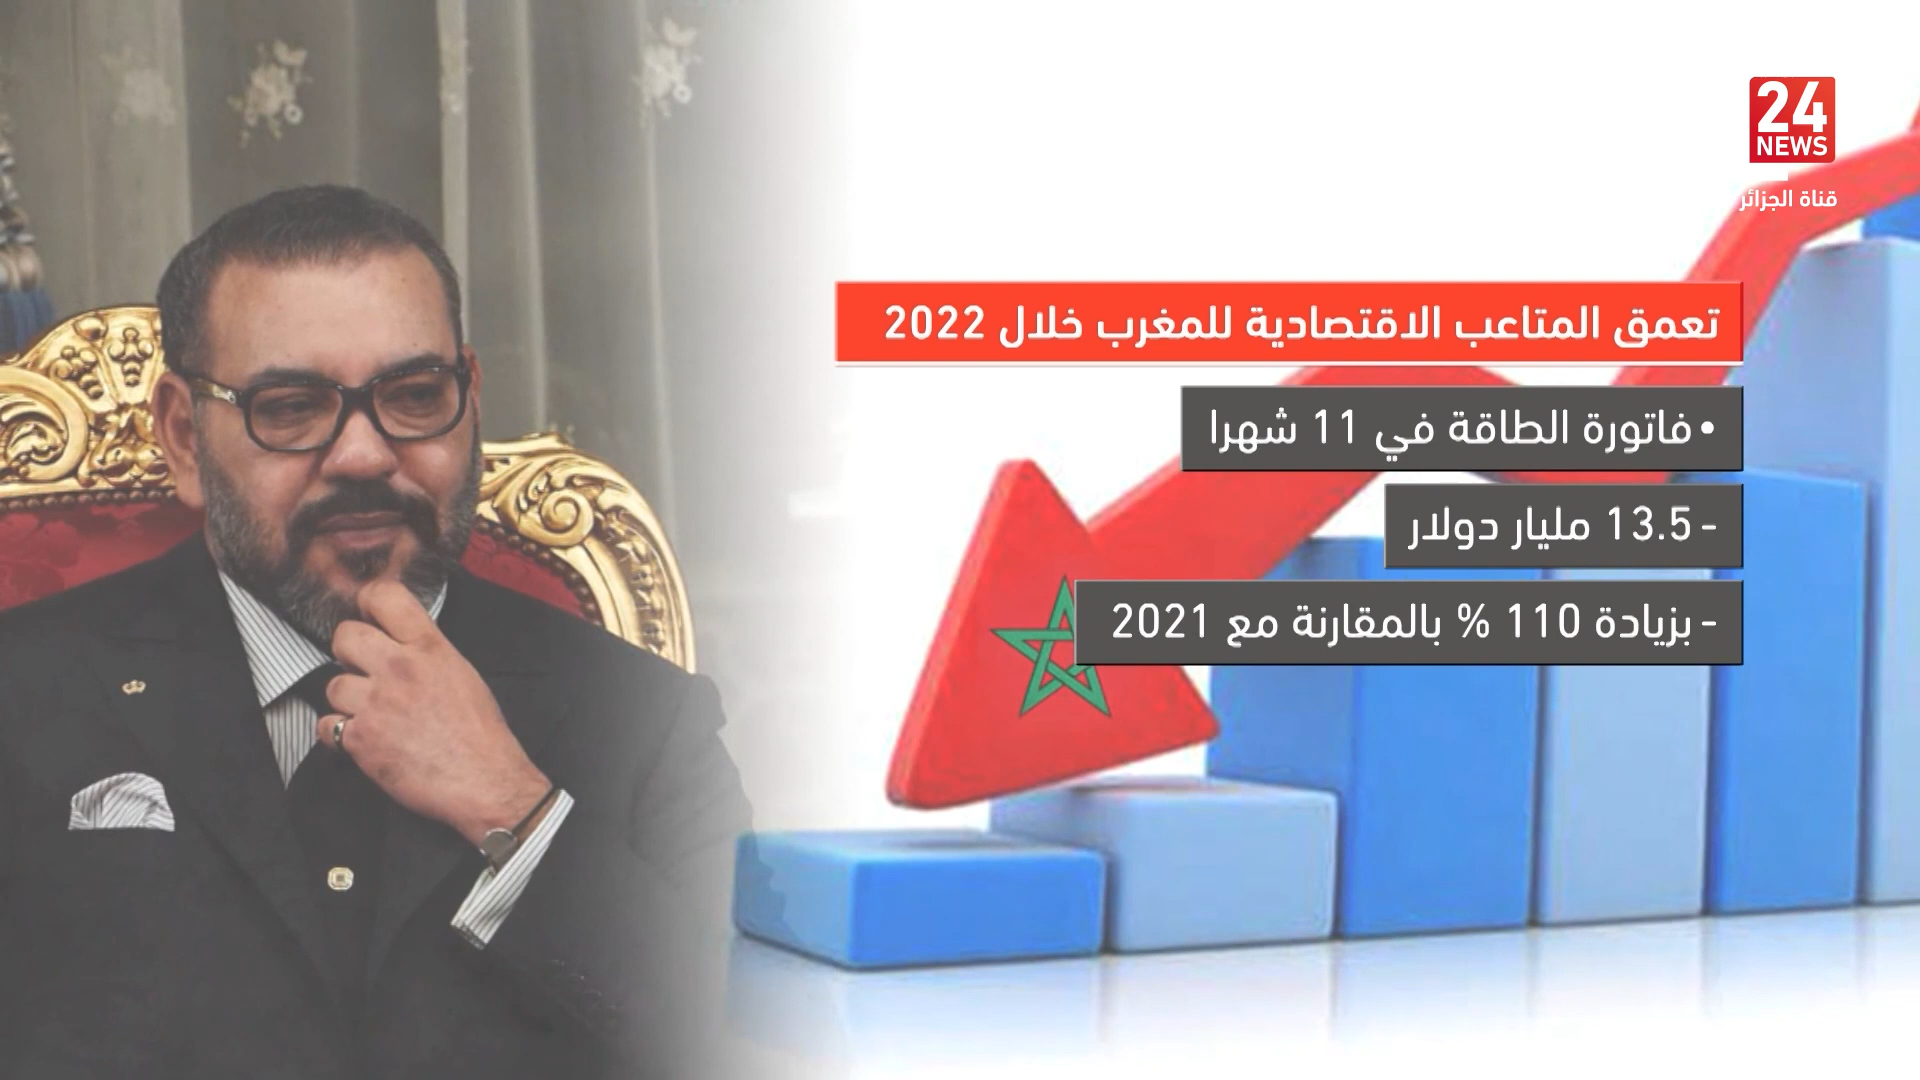 24
NEWS
قناة الجزائر
تعمق المتاعب الاقتصادية للمغرب خلال 2022
• فاتورة الطاقة في 11 شهرا
- 13.5 مليار دولار
- بزيادة 110 % بالمقارنة مع 2021